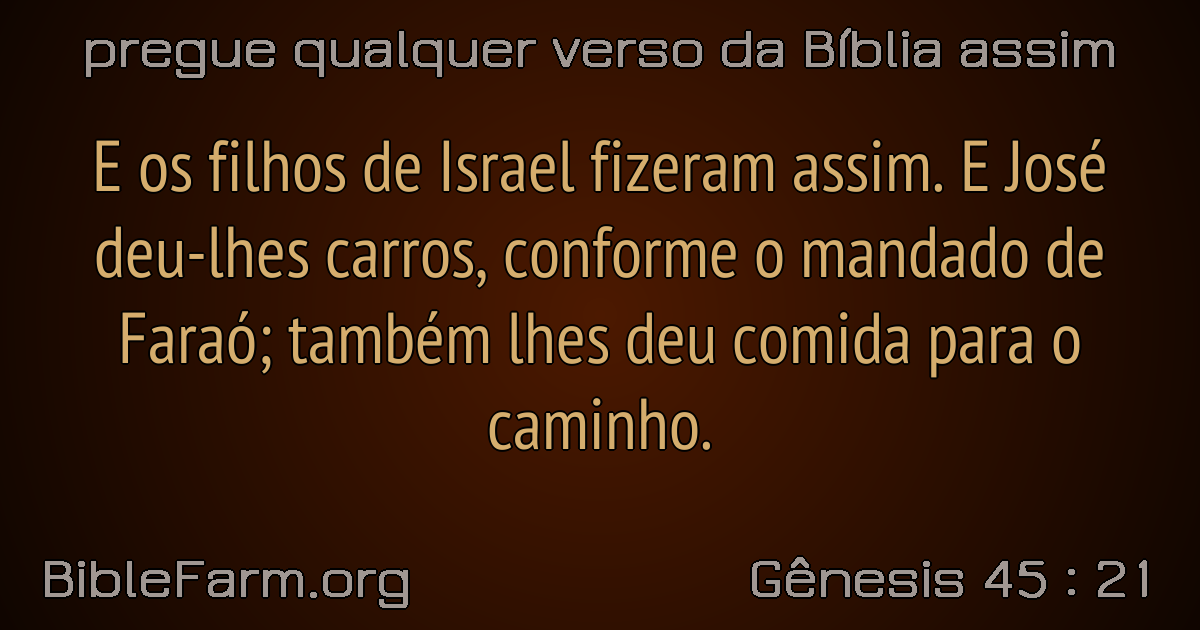 pregue qualquer verso da Bíblia assim
E os filhos de Israel fizeram assim. E José
deu-lhes carros, conforme o mandado de
Faraó; também lhes deu comida para o
caminho.
BibleFarm.org
Gênesis 45 : 21